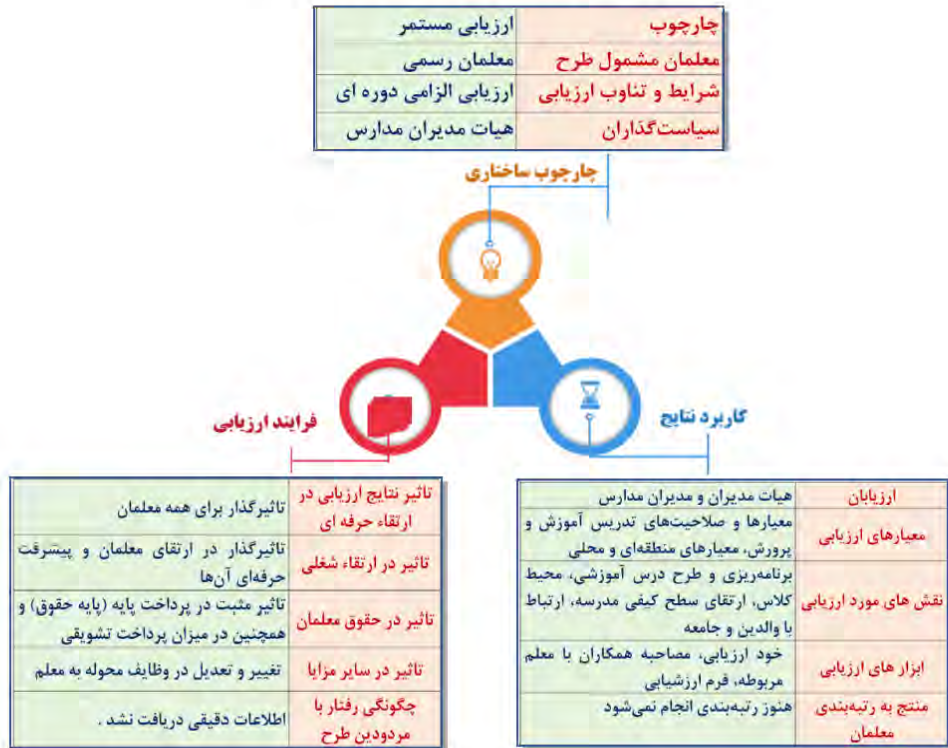 چارچوب ارزیابی مستمر
معلمان مشمول طرح معلمان رسمی
شرایط و تناوب ارزیابی ارزیابی الزامی دوره ای
سیاست‌گذاران هیات مدیران مدارس
چارچوب ساختاری
کاربرد نتایج
ارزیابان هیات مدیران و مدیران مدارس
معیارهای ارزیابی معیارها و صلاحیت‌های تدریس آموزش و
پرورش، معیارهای منطقه‌ای و محلی
نقش های مورد ارزیابی برنامه‌ریزی و طرح درس آموزشی، محیط
کلاس، ارتقای سطح کیفی مدرسه، ارتباط
با والدین و جامعه
ابزار های ارزیابی خود ارزیابی، مصاحبه همکاران با معلم
مربوطه، فرم ارزشیابی
منتج به رتبه‌بندی هنوز رتبه‌بندی انجام نمی‌شود
معلمان
فرایند ارزیابی
تاثیر نتایج ارزیابی در تاثیرگذار برای همه معلمان
ارتقاء حرفه ای
تاثیر در ارتقاء شغلی تاثیرگذار در ارتقای معلمان و پیشرفت
حرفه‌ای آن‌ها
تاثیر در حقوق معلمان تاثیر مثبت در پرداخت پایه (پایه حقوق) و
همچنین در میزان پرداخت تشویقی
تاثیر در سایر مزایا تغییر و تعدیل در وظایف محوله به معلم
چگونگی رفتار با اطلاعات دقیقی دریافت نشد .
مردودین طرح